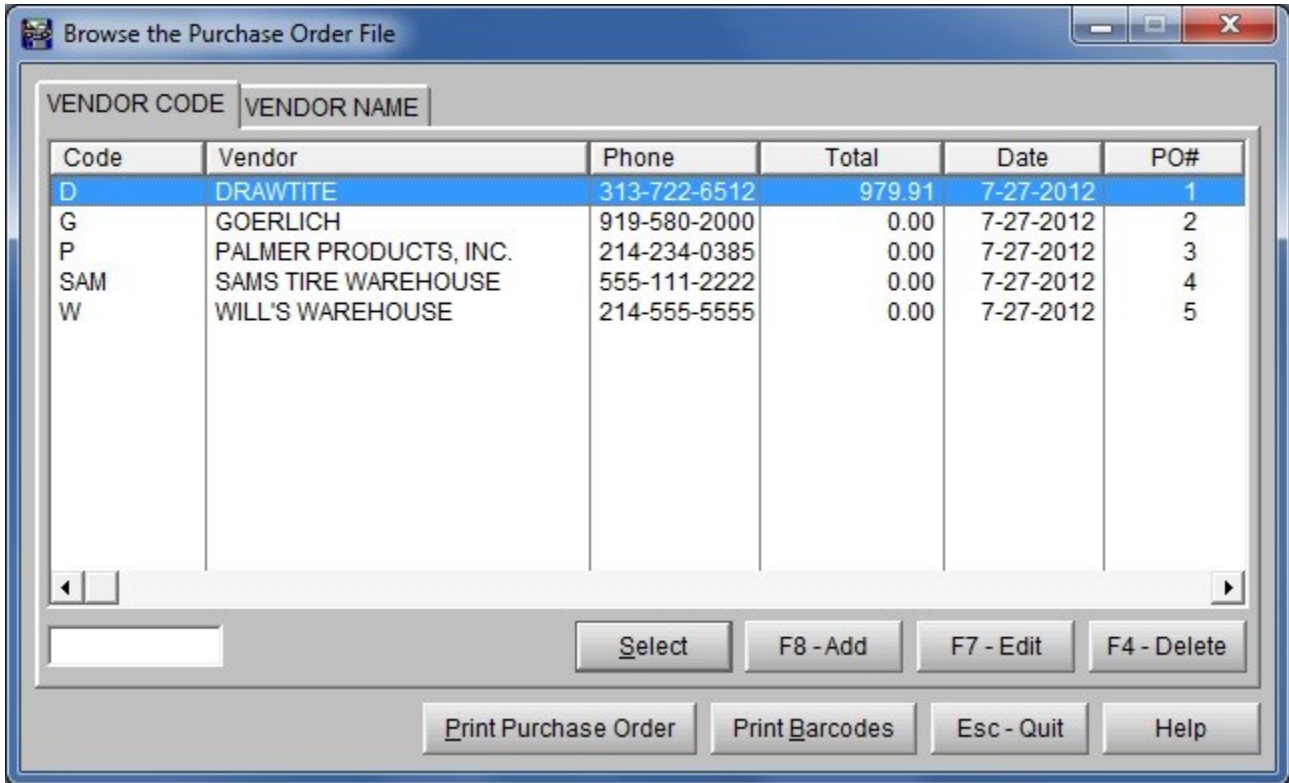 Browse the Purchase Order File
VENDOR CODE VENDOR NAME
Code Vendor Phone Total Date PO#
D DRAWTITE 313-722-6512 979.91 7-27-2012 1
G GOERLICH 919-580-2000 0.00 7-27-2012 2
P PALMER PRODUCTS, INC. 214-234-0385 0.00 7-27-2012 3
SAM SAMS TIRE WAREHOUSE 555-111-2222 0.00 7-27-2012 4
W WILL'S WAREHOUSE 214-555-5555 0.00 7-27-2012 5
Select F8 - Add F7 - Edit F4 - Delete
Print Purchase Order Print Barcodes Esc - Quit Help